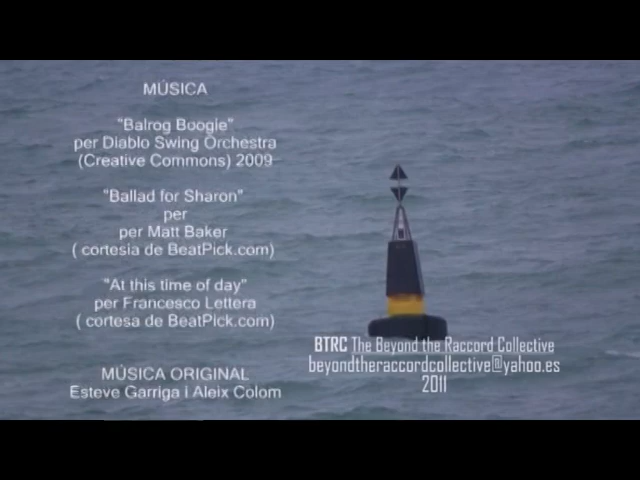 MÚSICA
"Balrog Boogie"
per Diablo Swing Orchestra
(Creative Commons) 2009
"Ballad for Sharon"
per
per Matt Baker
( cortesia de BeatPick.com)
"At this time of day"
per Francesco Lettera
( cortesa de BeatPick.com)
MÚSICA ORIGINAL
Esteve Garriga i Aleix Colom
BTRC The Beyond the Raccord Collective
beyondtheraccordcollective@yahoo.es
2011